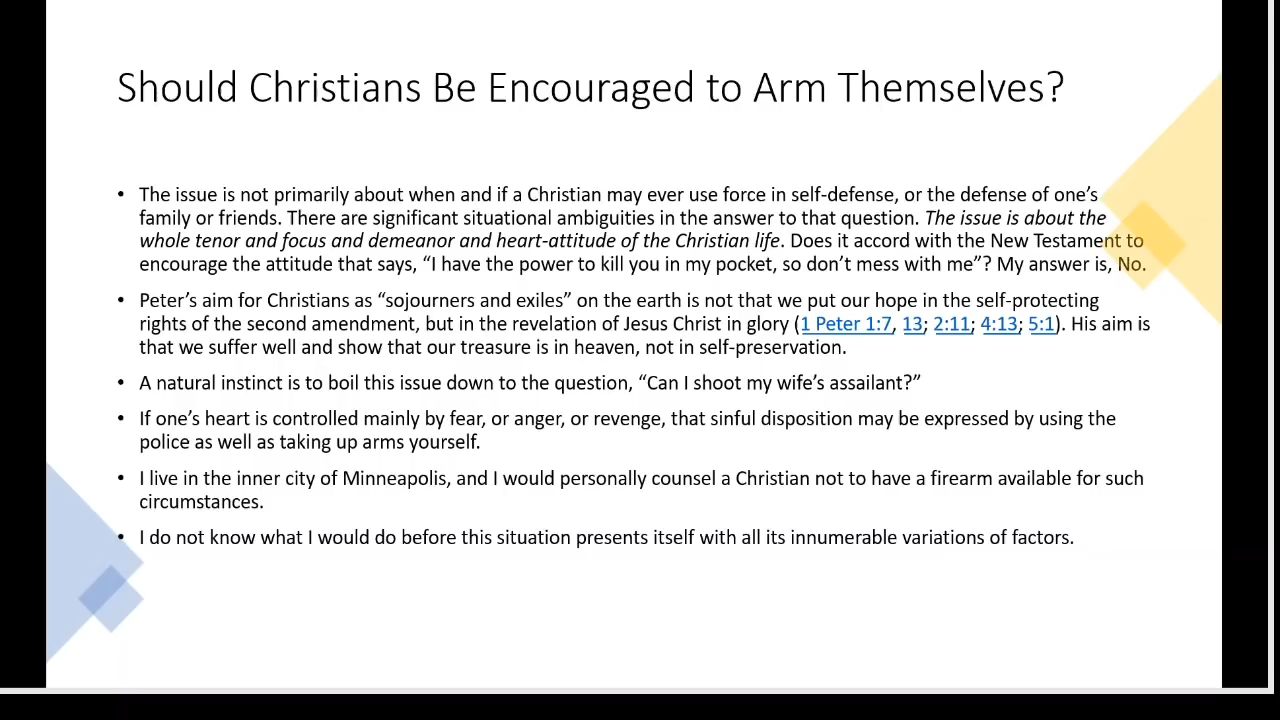 Should Christians Be Encouraged to Arm Themselves?
• The issue is not primarily about when and if a Christian may ever use force in self-defense, or the defense of one’s
family or friends. There are significant situational ambiguities in the answer to that question. The issue is about the
whole tenor and focus and demeanor and heart-attitude of the Christian life. Does it accord with the New Testament to
encourage the attitude that says, “I have the power to kill you in my pocket, so don’t mess with me”? My answer is, No.
• Peter’s aim for Christians as “sojourners and exiles” on the earth is not that we put our hope in the self-protecting
rights of the second amendment, but in the revelation of Jesus Christ in glory (1 Peter 1:7, 13; 2:11; 4:13; 5:1). His aim is
that we suffer well and show that our treasure is in heaven, not in self-preservation.
• A natural instinct is to boil this issue down to the question, “Can I shoot my wife’s assailant?”
• If one’s heart is controlled mainly by fear, or anger, or revenge, that sinful disposition may be expressed by using the
police as well as taking up arms yourself.
• I live in the inner city of Minneapolis, and I would personally counsel a Christian not to have a firearm available for such
circumstances.
• I do not know what I would do before this situation presents itself with all its innumerable variations of factors.